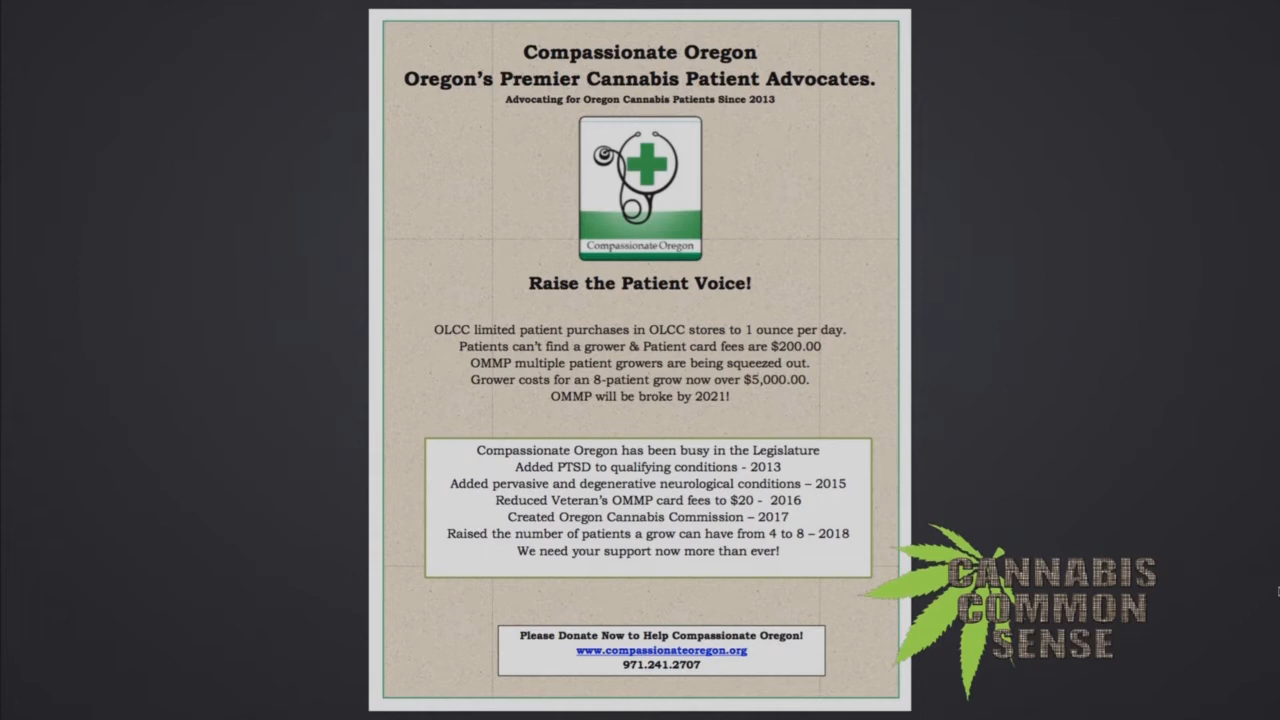 Compassionate Oregon
Oregon's Premier Cannabis Patient Advocates.
Advocating for Oregon Cannabis Patients Since 2013
Compassionate Oregon
Raise the Patient Voice!
OLCC limited patient purchases in OLCC stores to 1 ounce per day.
Patients can't find a grower & Patient card fees are $200.00
OMMP multiple patient growers are being squeezed out.
Grower costs for an 8-patient grow now over $5,000.00.
OMMP will be broke by 2021!
Compassionate Oregon has been busy in the Legislature
Added PTSD to qualifying conditions - 2013
Added pervasive and degenerative neurological conditions – 2015
Reduced Veteran's OMMP card fees to $20 - 2016
Created Oregon Cannabis Commission – 2017
Raised the number of patients a grow can have from 4 to 8 – 2018
We need your support now more than ever!
Please Donate Now to Help Compassionate Oregon!
www.compassionateoregon.org
971.241.2707
CANNABIS
COMMON
SENSE